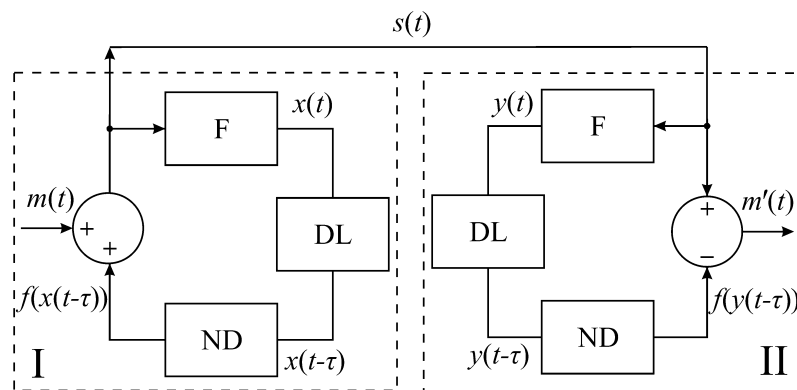 s(t)
x(t)
y(t)
F
F
m(t)
+
+
DL
DL
+
−
m′(t)
f(x(t-τ))
ND
x(t-τ)
y(t-τ)
ND
f(y(t-τ))
I
II